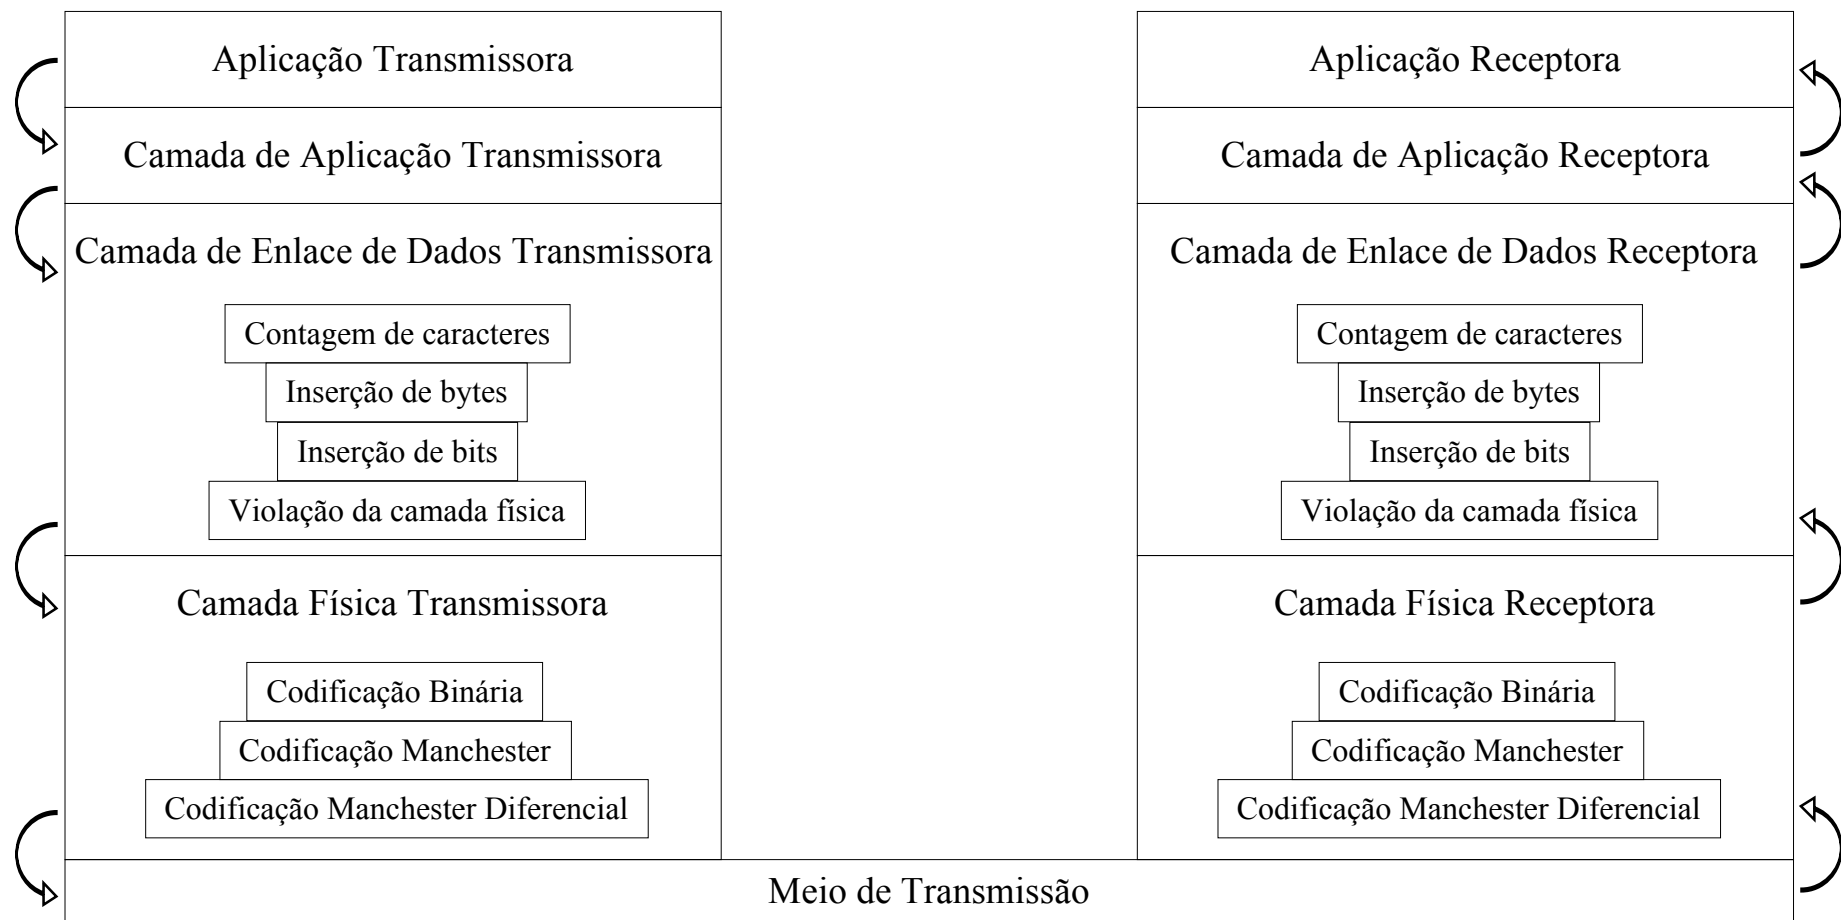 Aplicação Transmissora
Camada de Aplicação Transmissora
Camada de Enlace de Dados Transmissora
Contagem de caracteres
Inserção de bytes
Inserção de bits
Violação da camada física
Camada Física Transmissora
Codificação Binária
Codificação Manchester
Codificação Manchester Diferencial
Aplicação Receptora
Camada de Aplicação Receptora
Camada de Enlace de Dados Receptora
Contagem de caracteres
Inserção de bytes
Inserção de bits
Violação da camada física
Camada Física Receptora
Codificação Binária
Codificação Manchester
Codificação Manchester Diferencial
Meio de Transmissão